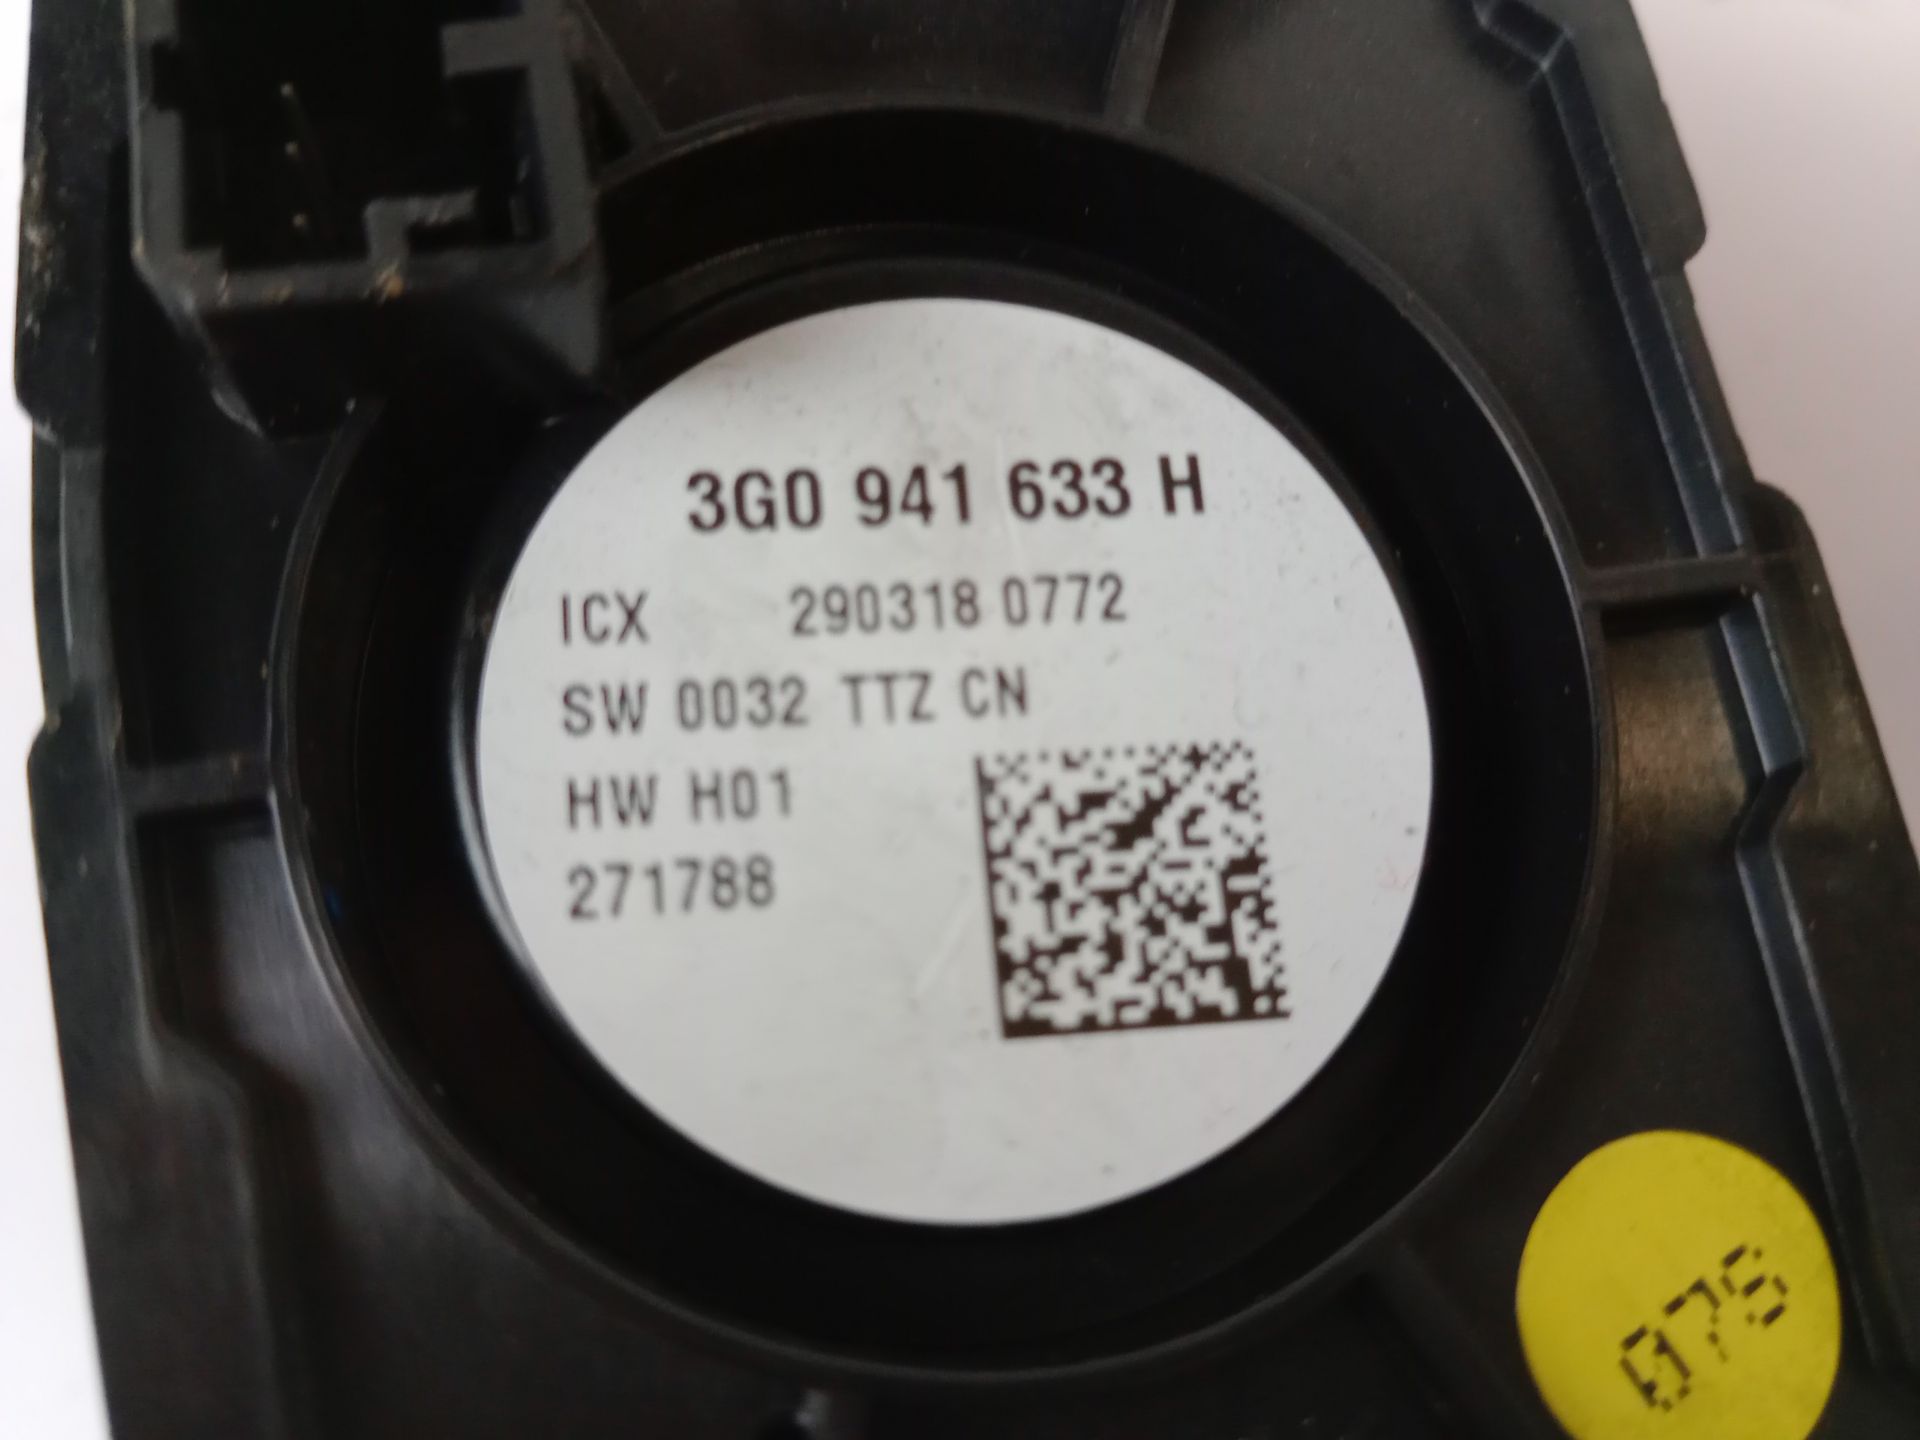 3G0 941 633 H
ICX 290318 0772
SW 0032 TTZ CN
HW H01
271788
075